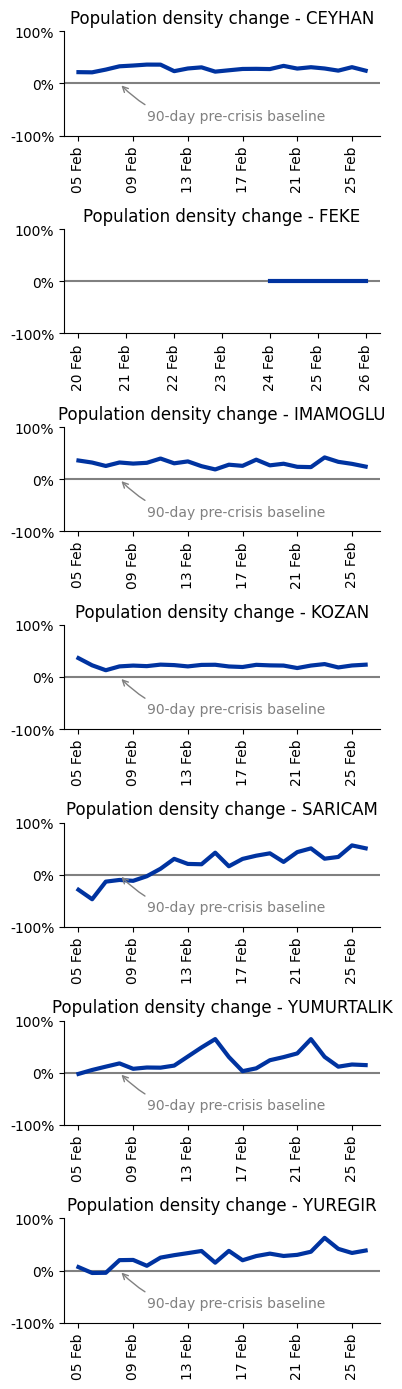 Population density change - CEYHAN
100%
0%
-100%
90-day pre-crisis baseline
05 Feb
09 Feb
13 Feb
17 Feb
21 Feb
25 Feb
Population density change - FEKE
100%
0%
-100%
20 Feb
21 Feb
22 Feb
23 Feb
24 Feb
25 Feb
26 Feb
Population density change - IMAMOGLU
100%
0%
-100%
90-day pre-crisis baseline
05 Feb
09 Feb
13 Feb
17 Feb
21 Feb
25 Feb
Population density change - KOZAN
100%
0%
-100%
90-day pre-crisis baseline
05 Feb
09 Feb
13 Feb
17 Feb
21 Feb
25 Feb
Population density change - SARICAM
100%
0%
-100%
90-day pre-crisis baseline
05 Feb
09 Feb
13 Feb
17 Feb
21 Feb
25 Feb
Population density change - YUMURTALIK
100%
0%
-100%
90-day pre-crisis baseline
05 Feb
09 Feb
13 Feb
17 Feb
21 Feb
25 Feb
Population density change - YUREGIR
100%
0%
-100%
90-day pre-crisis baseline
05 Feb
09 Feb
13 Feb
17 Feb
21 Feb
25 Feb